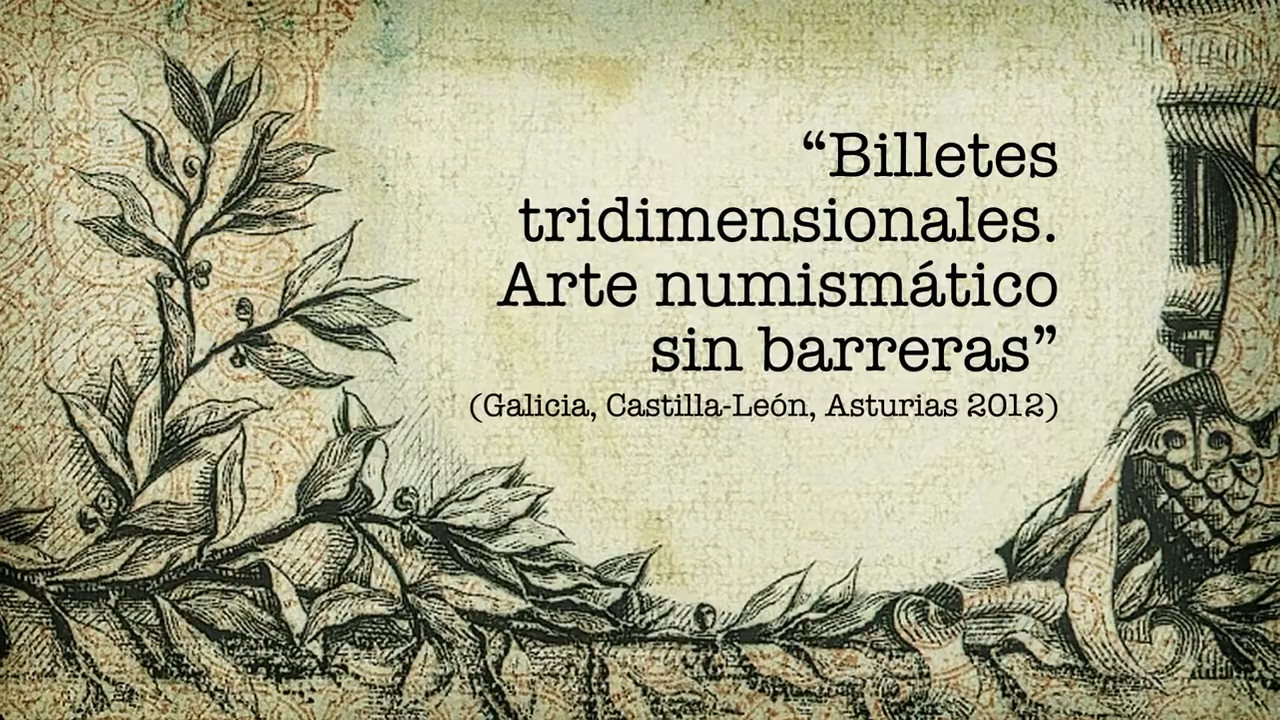 “Billetes
tridimensionales.
Arte numismático
sin barreras”
(Galicia, Castilla-León, Asturias 2012)